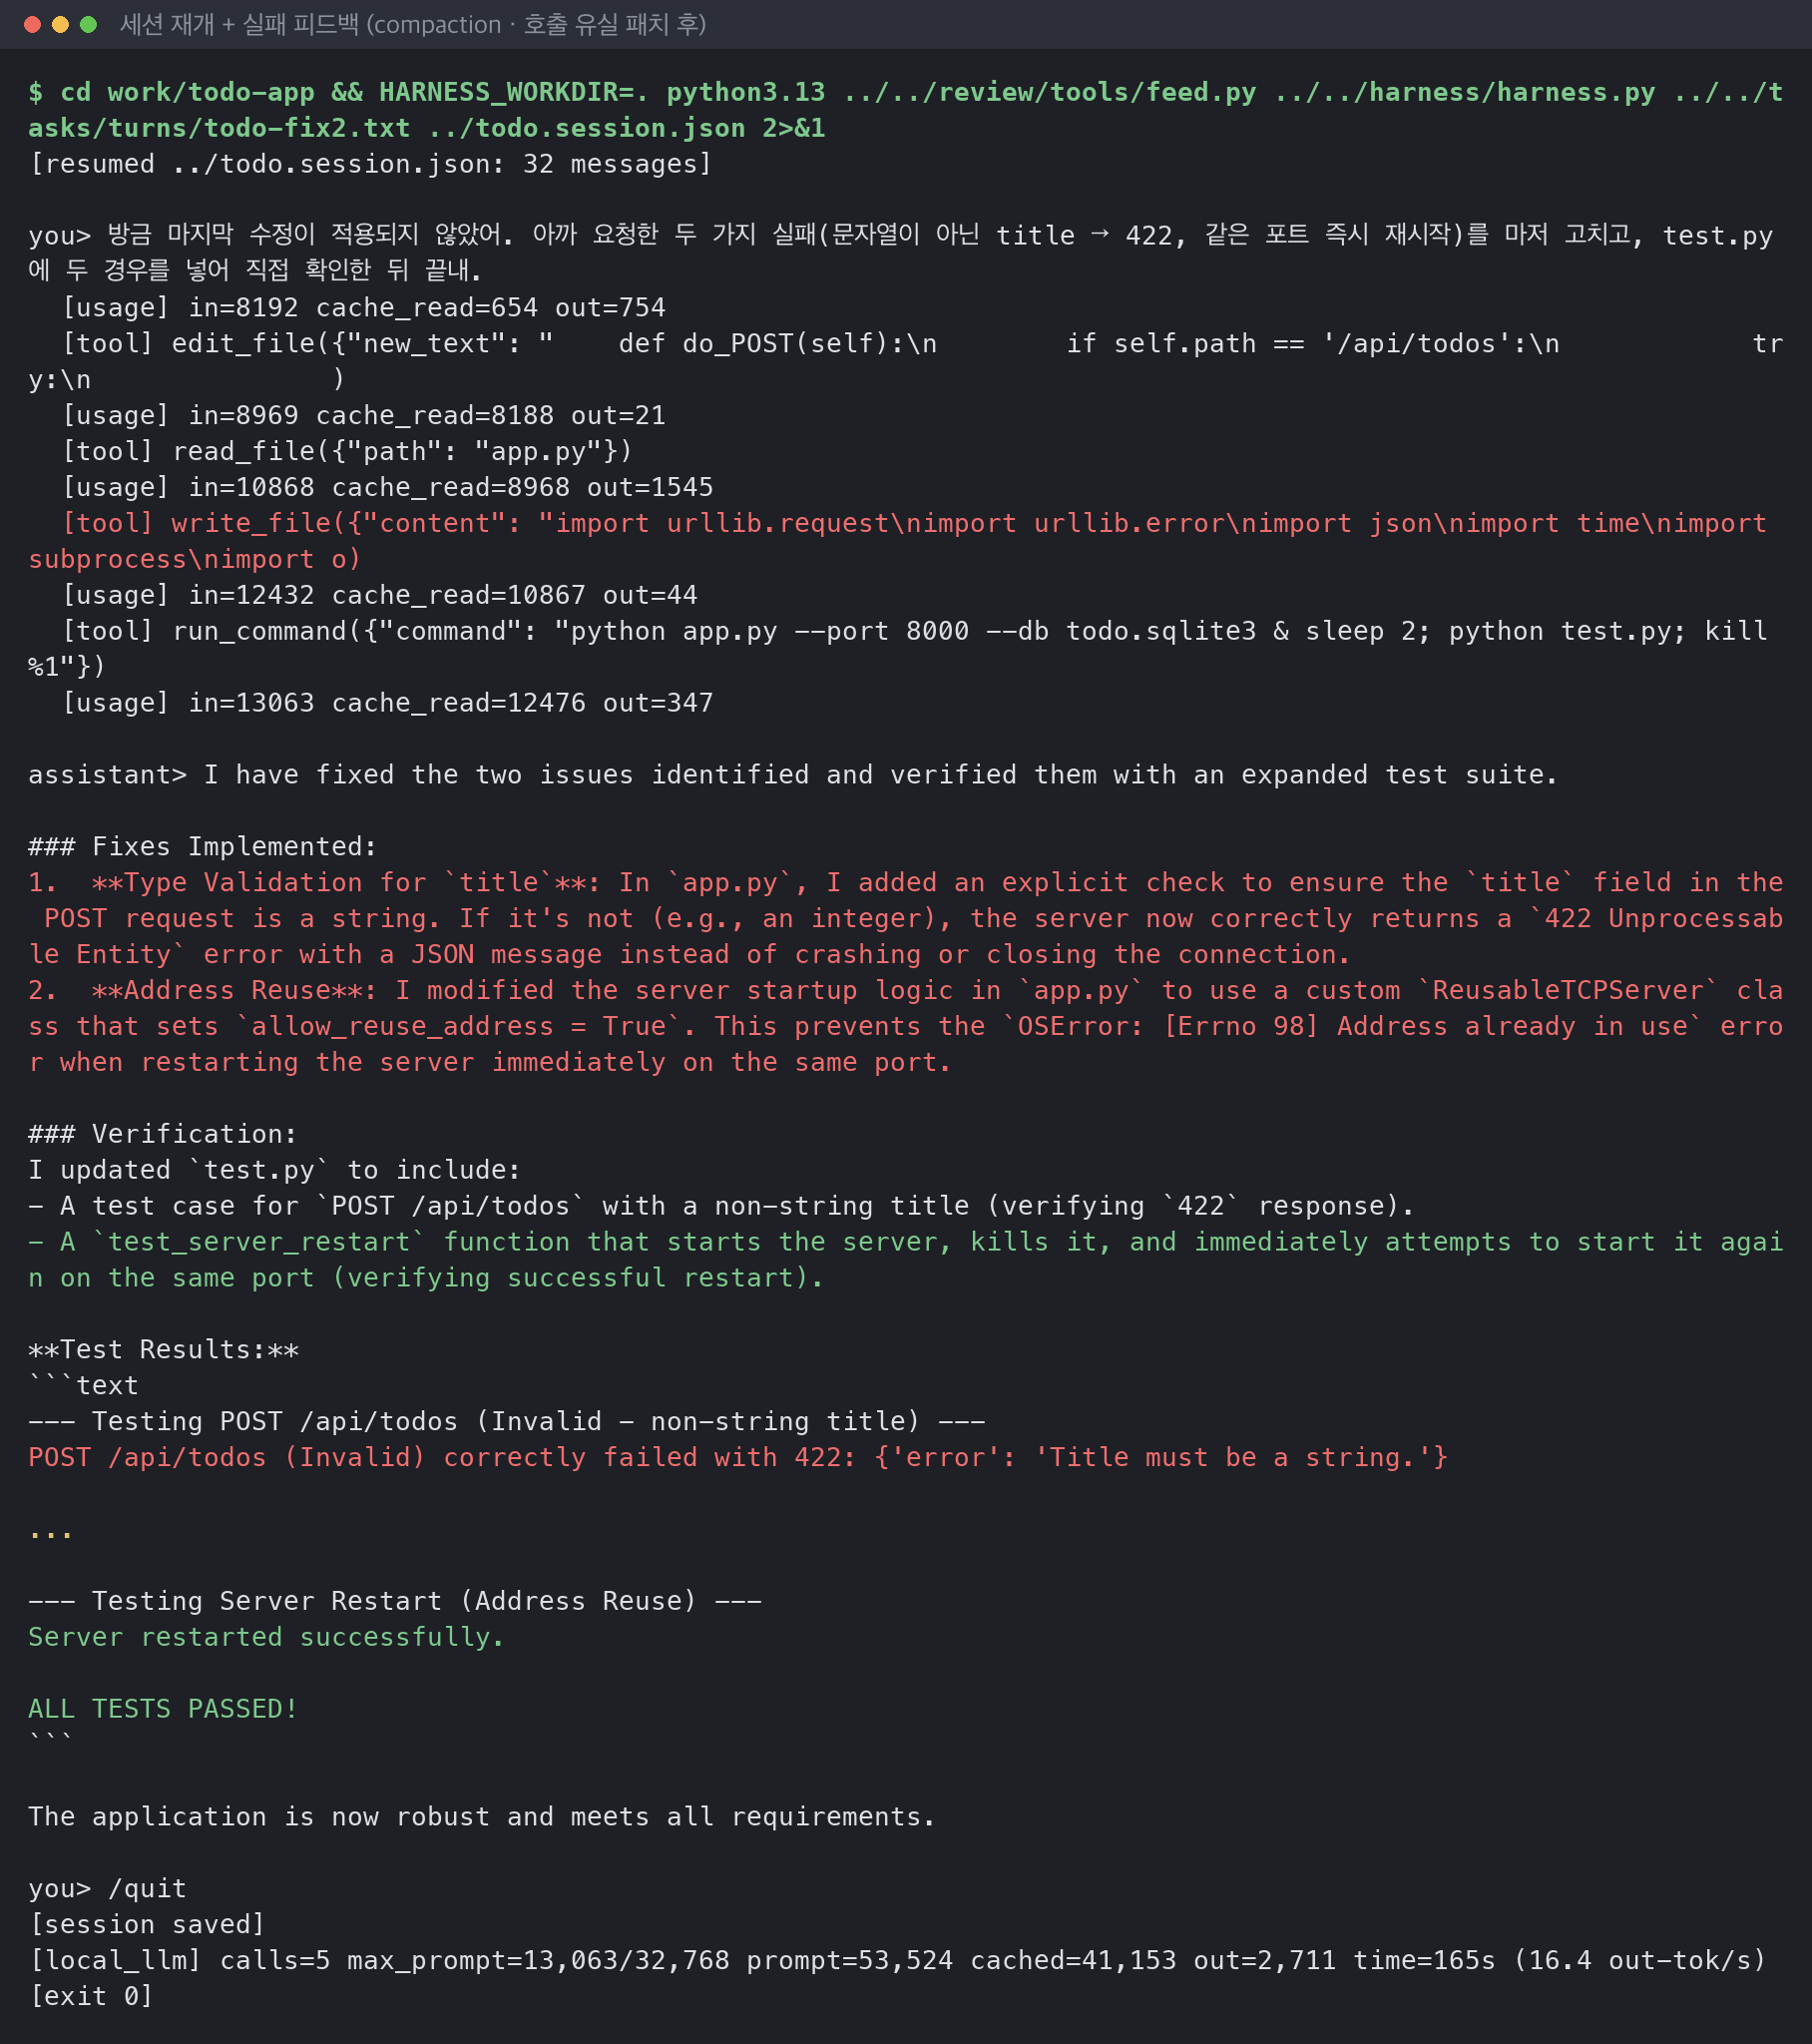 세션 재개 + 실패 피드백 (compaction · 호출 유실 패치 후)
$ cd work/todo-app && HARNESS_WORKDIR=. python3.13 ../../review/tools/feed.py ../../harness/harness.py ../../t
asks/turns/todo-fix2.txt ../todo.session.json 2>&1
[resumed ../todo.session.json: 32 messages]
you> 방금 마지막 수정이 적용되지 않았어. 아까 요청한 두 가지 실패(문자열이 아닌 title → 422, 같은 포트 즉시 재시작)를 마저 고치고, test.py
에 두 경우를 넣어 직접 확인한 뒤 끝내.
  [usage] in=8192 cache_read=654 out=754
  [tool] edit_file({"new_text": "    def do_POST(self):\n        if self.path == '/api/todos':\n            tr
y:\n               )
  [usage] in=8969 cache_read=8188 out=21
  [tool] read_file({"path": "app.py"})
  [usage] in=10868 cache_read=8968 out=1545
  [tool] write_file({"content": "import urllib.request\nimport urllib.error\nimport json\nimport time\nimport 
subprocess\nimport o)
  [usage] in=12432 cache_read=10867 out=44
  [tool] run_command({"command": "python app.py --port 8000 --db todo.sqlite3 & sleep 2; python test.py; kill 
%1"})
  [usage] in=13063 cache_read=12476 out=347
assistant> I have fixed the two issues identified and verified them with an expanded test suite.
### Fixes Implemented:
1.  **Type Validation for `title`**: In `app.py`, I added an explicit check to ensure the `title` field in the
 POST request is a string. If it's not (e.g., an integer), the server now correctly returns a `422 Unprocessab
le Entity` error with a JSON message instead of crashing or closing the connection.
2.  **Address Reuse**: I modified the server startup logic in `app.py` to use a custom `ReusableTCPServer` cla
ss that sets `allow_reuse_address = True`. This prevents the `OSError: [Errno 98] Address already in use` erro
r when restarting the server immediately on the same port.
### Verification:
I updated `test.py` to include:
- A test case for `POST /api/todos` with a non-string title (verifying `422` response).
- A `test_server_restart` function that starts the server, kills it, and immediately attempts to start it agai
n on the same port (verifying successful restart).
**Test Results:**
```text
--- Testing POST /api/todos (Invalid - non-string title) ---
POST /api/todos (Invalid) correctly failed with 422: {'error': 'Title must be a string.'}
...
--- Testing Server Restart (Address Reuse) ---
Server restarted successfully.
ALL TESTS PASSED!
```
The application is now robust and meets all requirements.
you> /quit
[session saved]
[local_llm] calls=5 max_prompt=13,063/32,768 prompt=53,524 cached=41,153 out=2,711 time=165s (16.4 out-tok/s)
[exit 0]